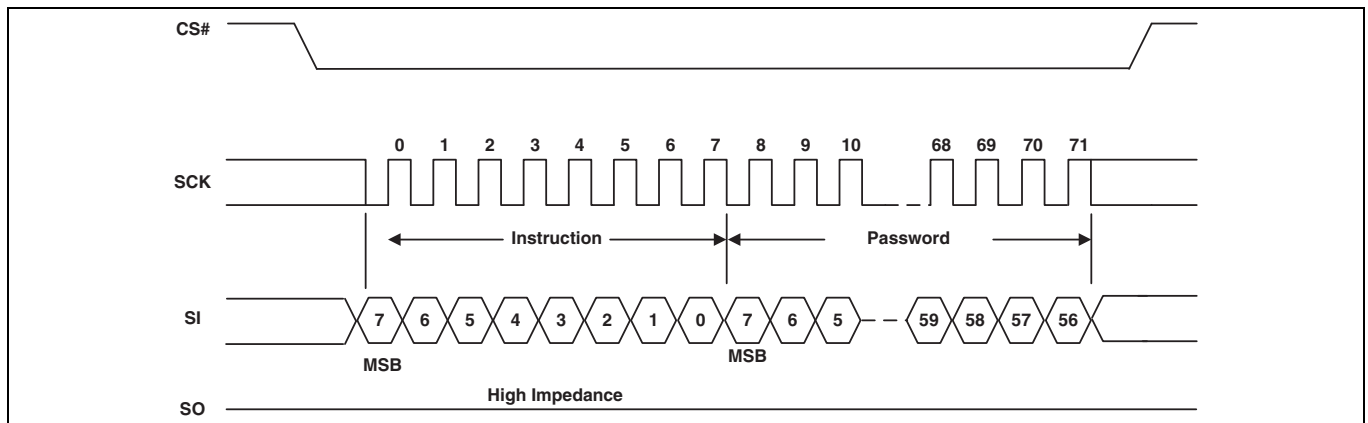 CS#
0 1 2 3 4 5 6 7 8 9 10 68 69 70 71
SCK
Instruction Password
SI 7 6 5 4 3 2 1 0 7 6 5 59 58 57 56
MSB MSB
High Impedance
SO